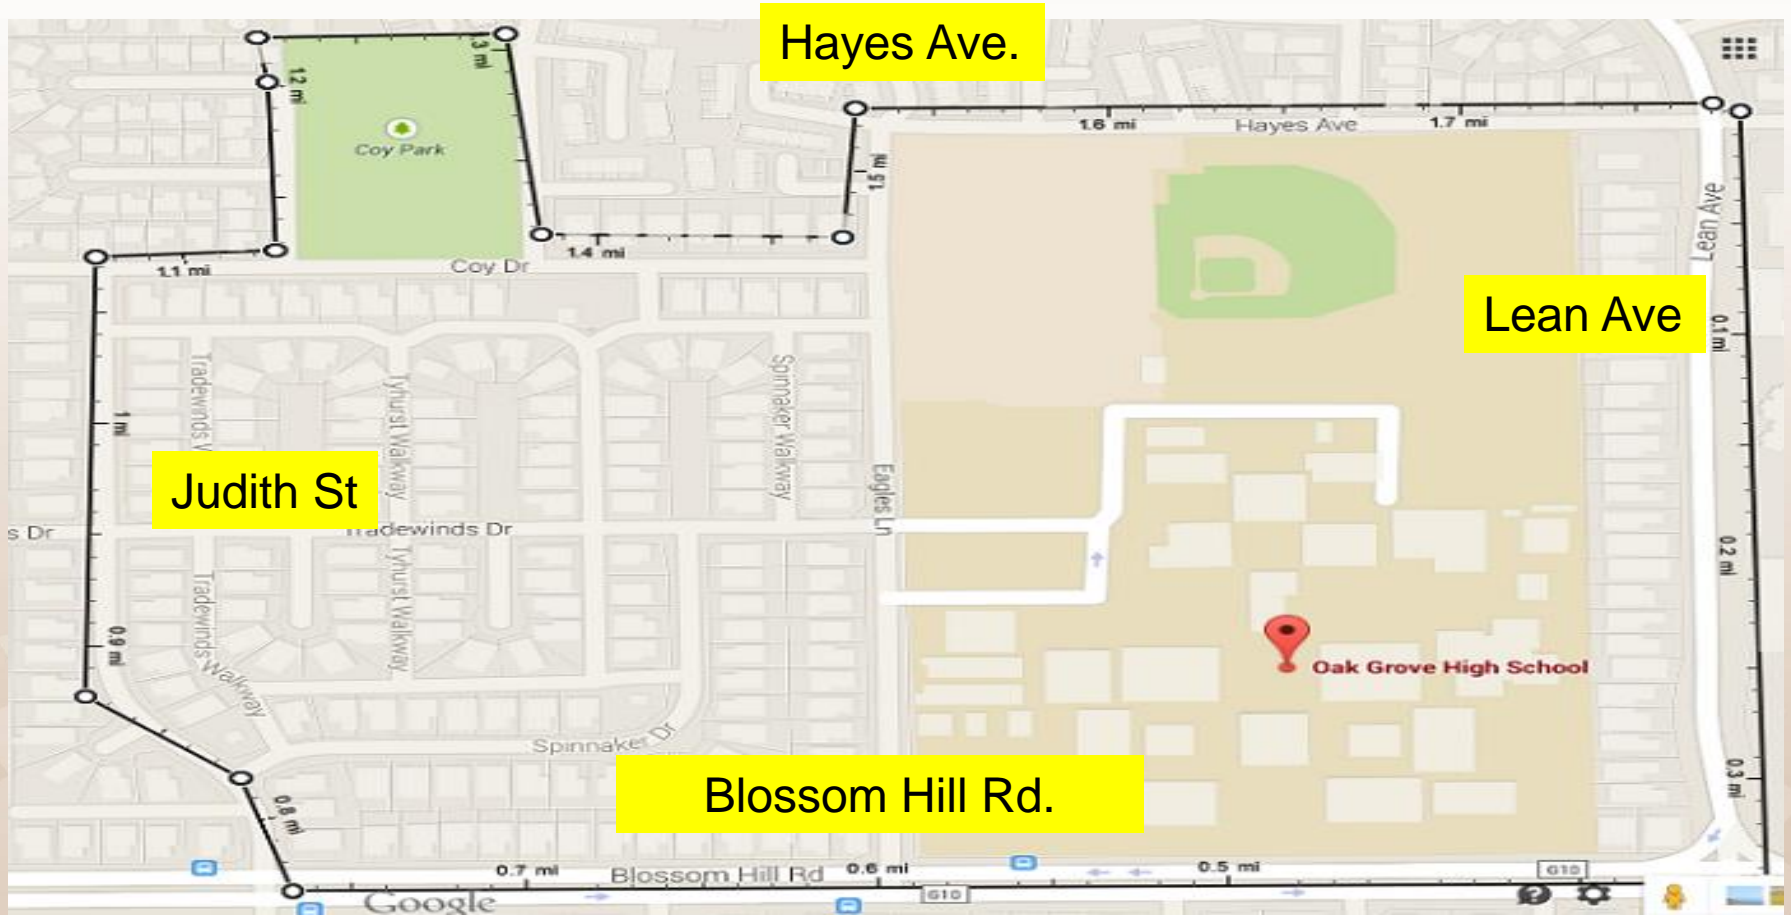 Hayes Ave.
.3 mi
12 mi
Coy Park
1.6 mi
Hayes Ave
1.7 mi
1.5 mi
Lean Ave
1.4 mi
Coy Dr
1.1 mi
Lean Ave
0.1 mi
Tradewinds W
Tyhurst Walkway
Spinnaker Walkway
1 mi
Judith St
Eagles Ln
s Dr
Tradewinds Dr
0.2 mi
Tradewinds Walkway
Tyhurst Walkway
0.9 mi
Oak Grove High School
Spinnaker Dr
0.3 mi
Blossom Hill Rd.
0.8 mi
0.7 mi
Blossom Hill Rd
0.6 mi
0.5 mi
G10
G10
Google